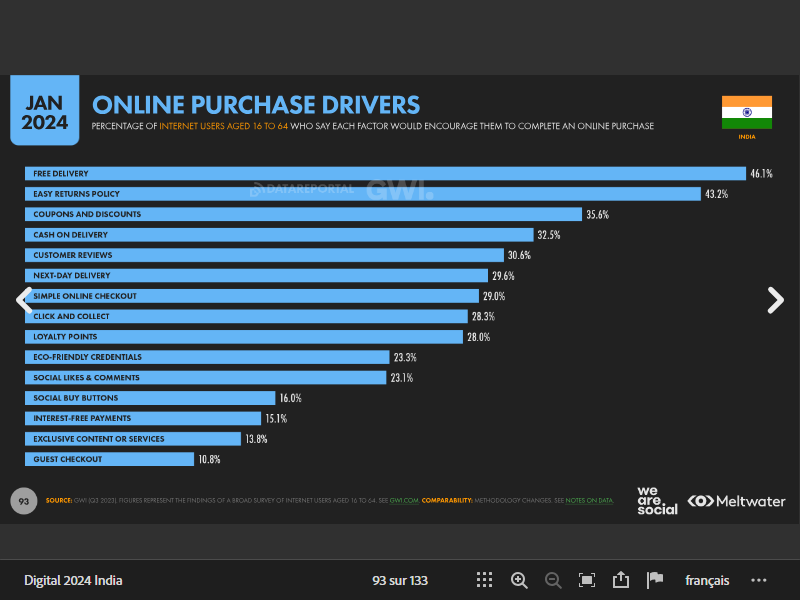 JAN
2024
ONLINE PURCHASE DRIVERS
PERCENTAGE OF INTERNET USERS AGED 16 TO 64 WHO SAY EACH FACTOR WOULD ENCOURAGE THEM TO COMPLETE AN ONLINE PURCHASE
INDIA
FREE DELIVERY 46.1%
DATAREPORTAL GWI.
EASY RETURNS POLICY 43.2%
COUPONS AND DISCOUNTS 35.6%
CASH ON DELIVERY 32.5%
CUSTOMER REVIEWS 30.6%
NEXT-DAY DELIVERY 29.6%
SIMPLE ONLINE CHECKOUT 29.0%
CLICK AND COLLECT 28.3%
LOYALTY POINTS 28.0%
ECO-FRIENDLY CREDENTIALS 23.3%
SOCIAL LIKES & COMMENTS 23.1%
SOCIAL BUY BUTTONS 16.0%
INTEREST-FREE PAYMENTS 15.1%
EXCLUSIVE CONTENT OR SERVICES 13.8%
GUEST CHECKOUT 10.8%
93
SOURCE: GWI (Q3 2023). FIGURES REPRESENT THE FINDINGS OF A BROAD SURVEY OF INTERNET USERS AGED 16 TO 64. SEE GWI.COM. COMPARABILITY: METHODOLOGY CHANGES. SEE NOTES ON DATA.
we
are.
social
Meltwater
Digital 2024 India
93 sur 133
français